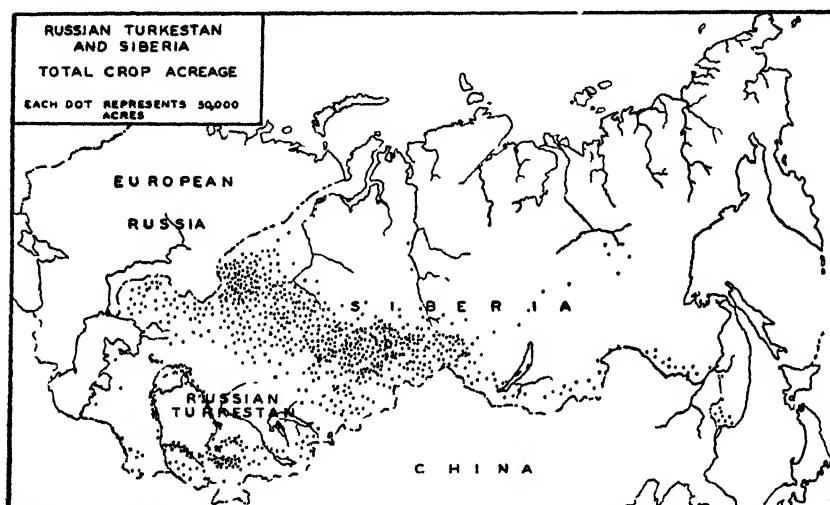 RUSSIAN TURKESTAN
AND SIBERIA
TOTAL CROP ACREAGE
EACH DOT REPRESENTS 50,000
ACRES
EUROPEAN
RUSSIA
SIBERIA
RUSSIAN
TURKESTAN
CHINA